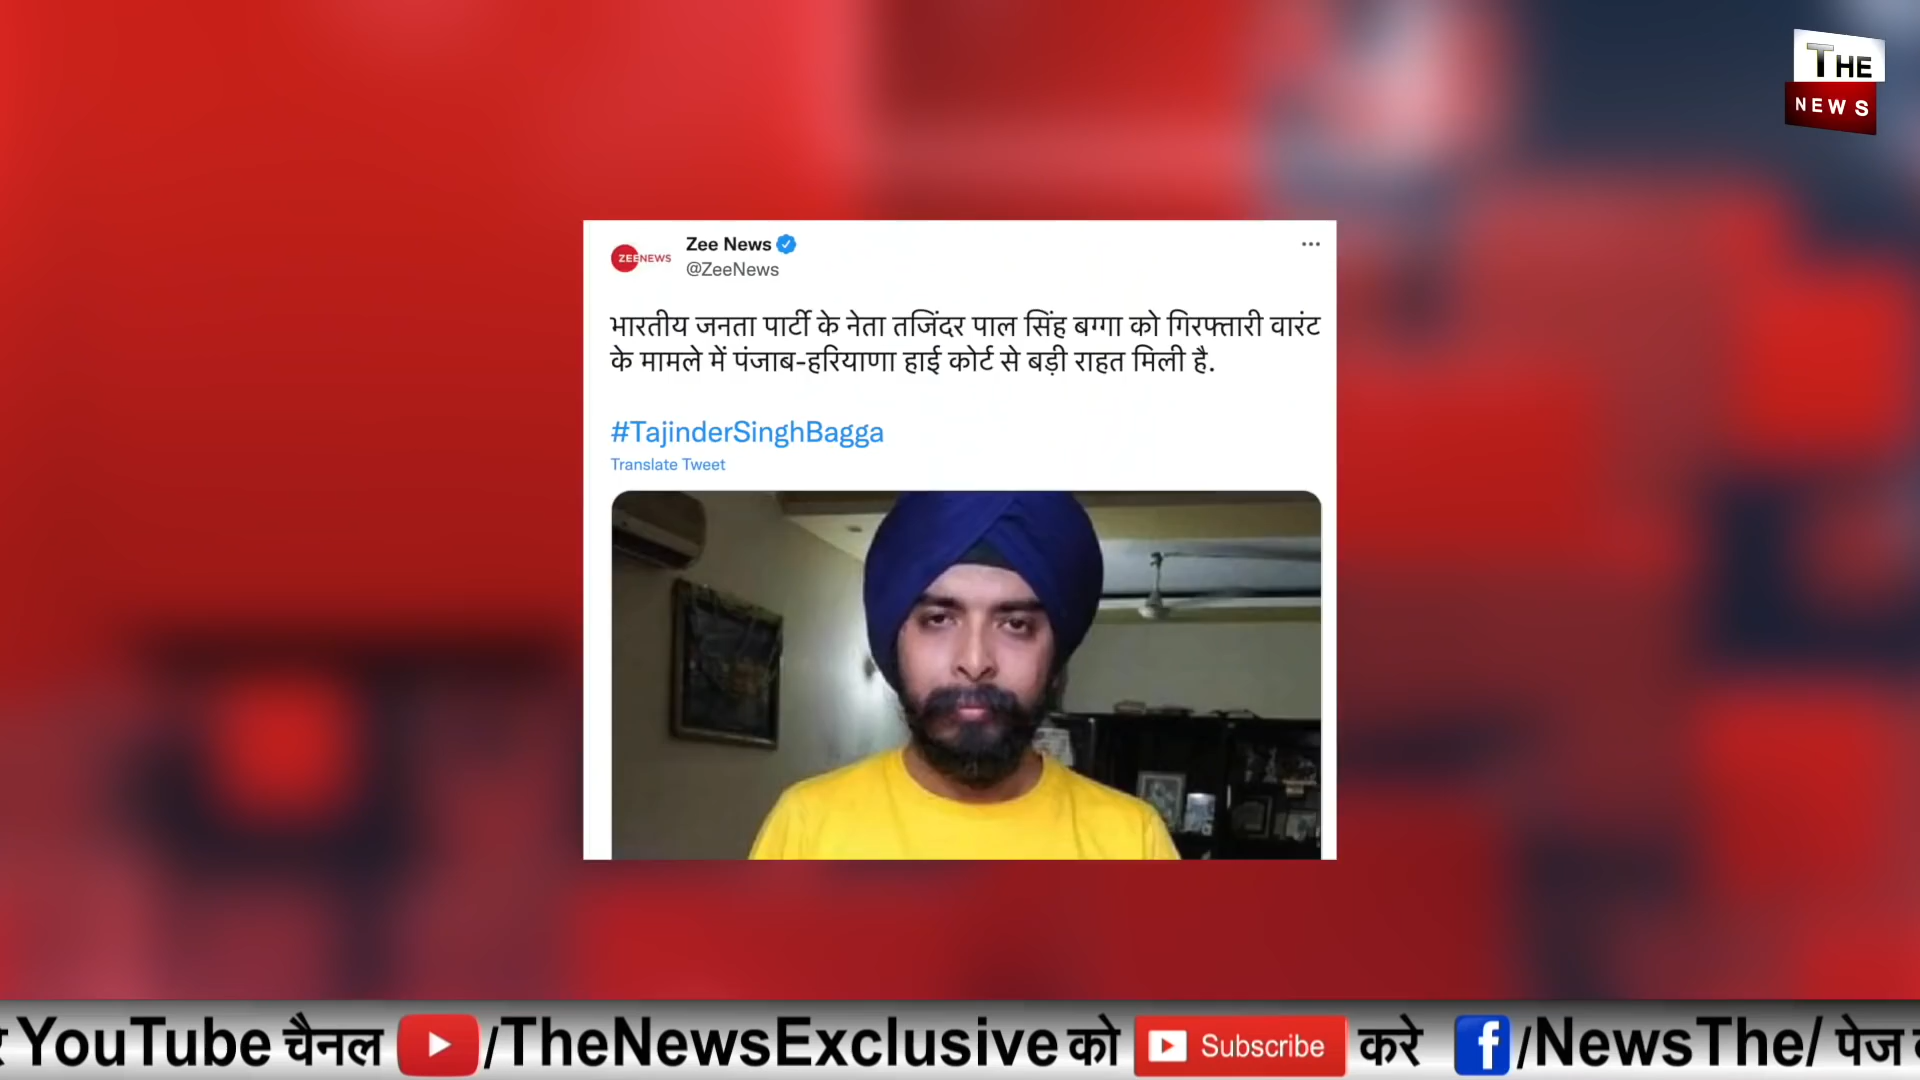 THE
NEWS
ZEENEWS
Zee News
@ZeeNews
भारतीय जनता पार्टी के नेता तजिंदर पाल सिंह बग्गा को गिरफ्तारी वारंट
के मामले में पंजाब-हरियाणा हाई कोर्ट से बड़ी राहत मिली है.
#TajinderSinghBagga
Translate Tweet
YouTube चैनल /TheNewsExclusive को Subscribe करे f /NewsThe/ पेज